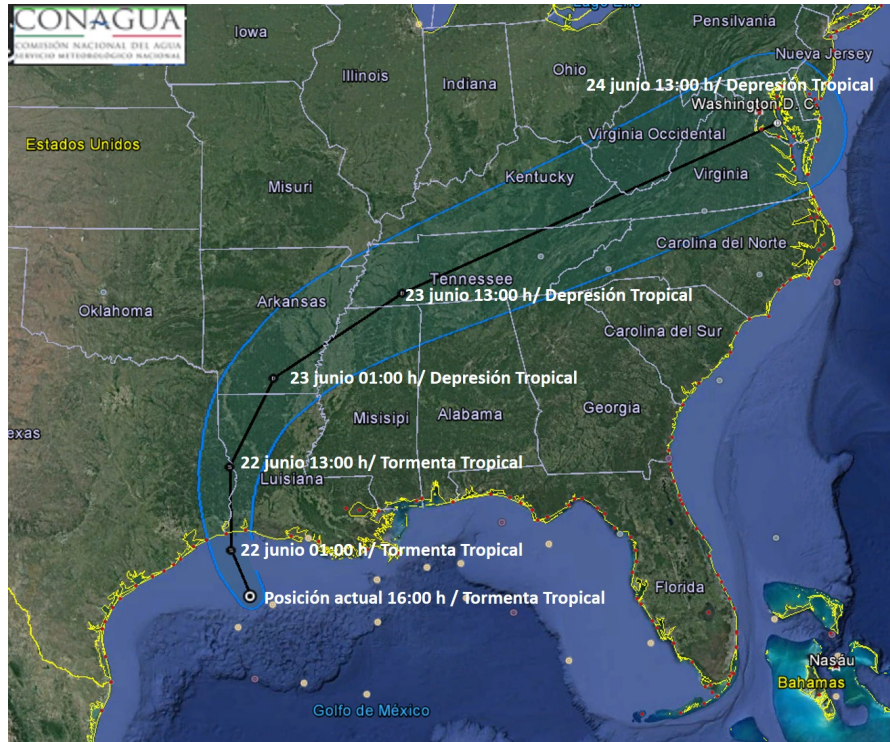 CONAGUA
COMISIÓN NACIONAL DEL AGUA
SERVICIO METEOROLÓGICO NACIONAL
Iowa
Pensilvania
Nueva Jersey
Illinois
Indiana
Ohio
24 junio 13:00 h/ Depresión Tropical
Washington D. C.
Estados Unidos
Virginia Occidental
Misuri
Kentucky
Virginia
Carolina del Norte
Tennessee
23 junio 13:00 h/ Depresión Tropical
Oklahoma
Arkansas
Carolina del Sur
23 junio 01:00 h/ Depresión Tropical
Misisipi
Alabama
Georgia
exas
22 junio 13:00 h/ Tormenta Tropical
Luisiana
22 junio 01:00 h/ Tormenta Tropical
Florida
Posición actual 16:00 h / Tormenta Tropical
Nasáu
Bahamas
Golfo de México